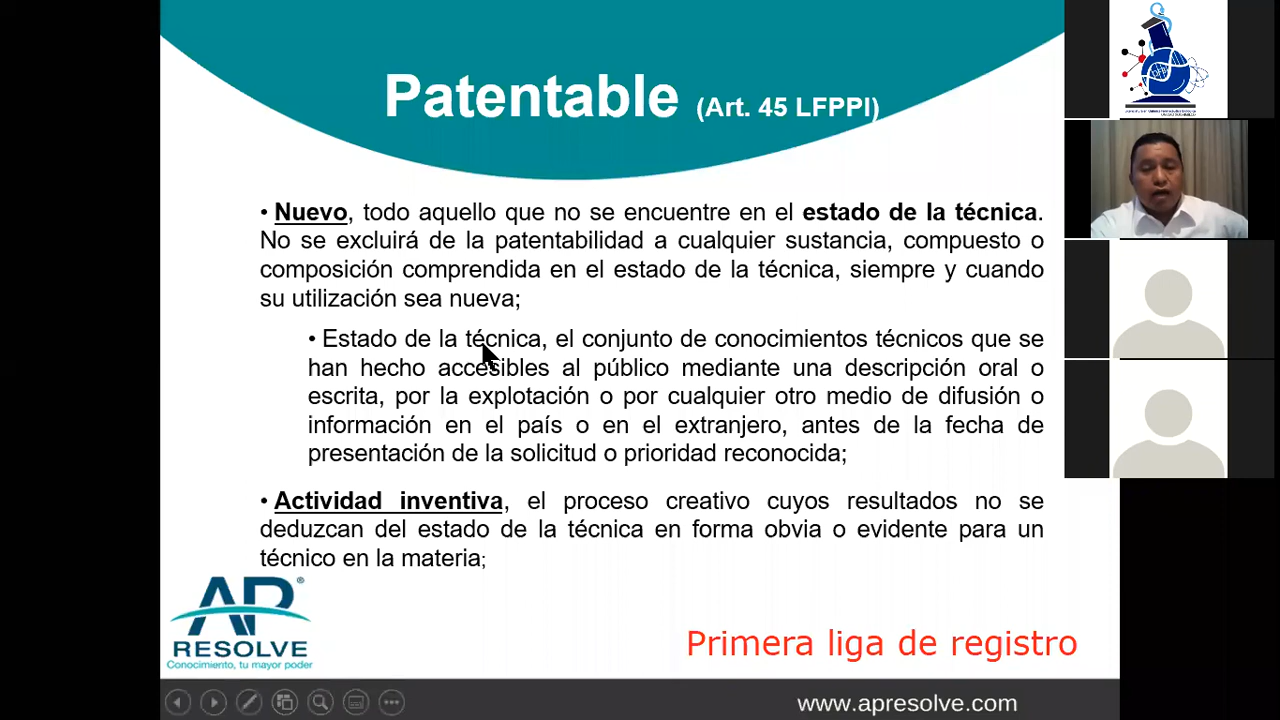 Patentable (Art. 45 LFPPI)
• Nuevo, todo aquello que no se encuentre en el estado de la técnica.
No se excluirá de la patentabilidad a cualquier sustancia, compuesto o
composición comprendida en el estado de la técnica, siempre y cuando
su utilización sea nueva;
• Estado de la técnica, el conjunto de conocimientos técnicos que se
han hecho accesibles al público mediante una descripción oral o
escrita, por la explotación o por cualquier otro medio de difusión o
información en el país o en el extranjero, antes de la fecha de
presentación de la solicitud o prioridad reconocida;
• Actividad inventiva, el proceso creativo cuyos resultados no se
deduzcan del estado de la técnica en forma obvia o evidente para un
técnico en la materia;
AP®
RESOLVE
Conocimiento, tu mayor poder
Primera liga de registro
www.apresolve.com